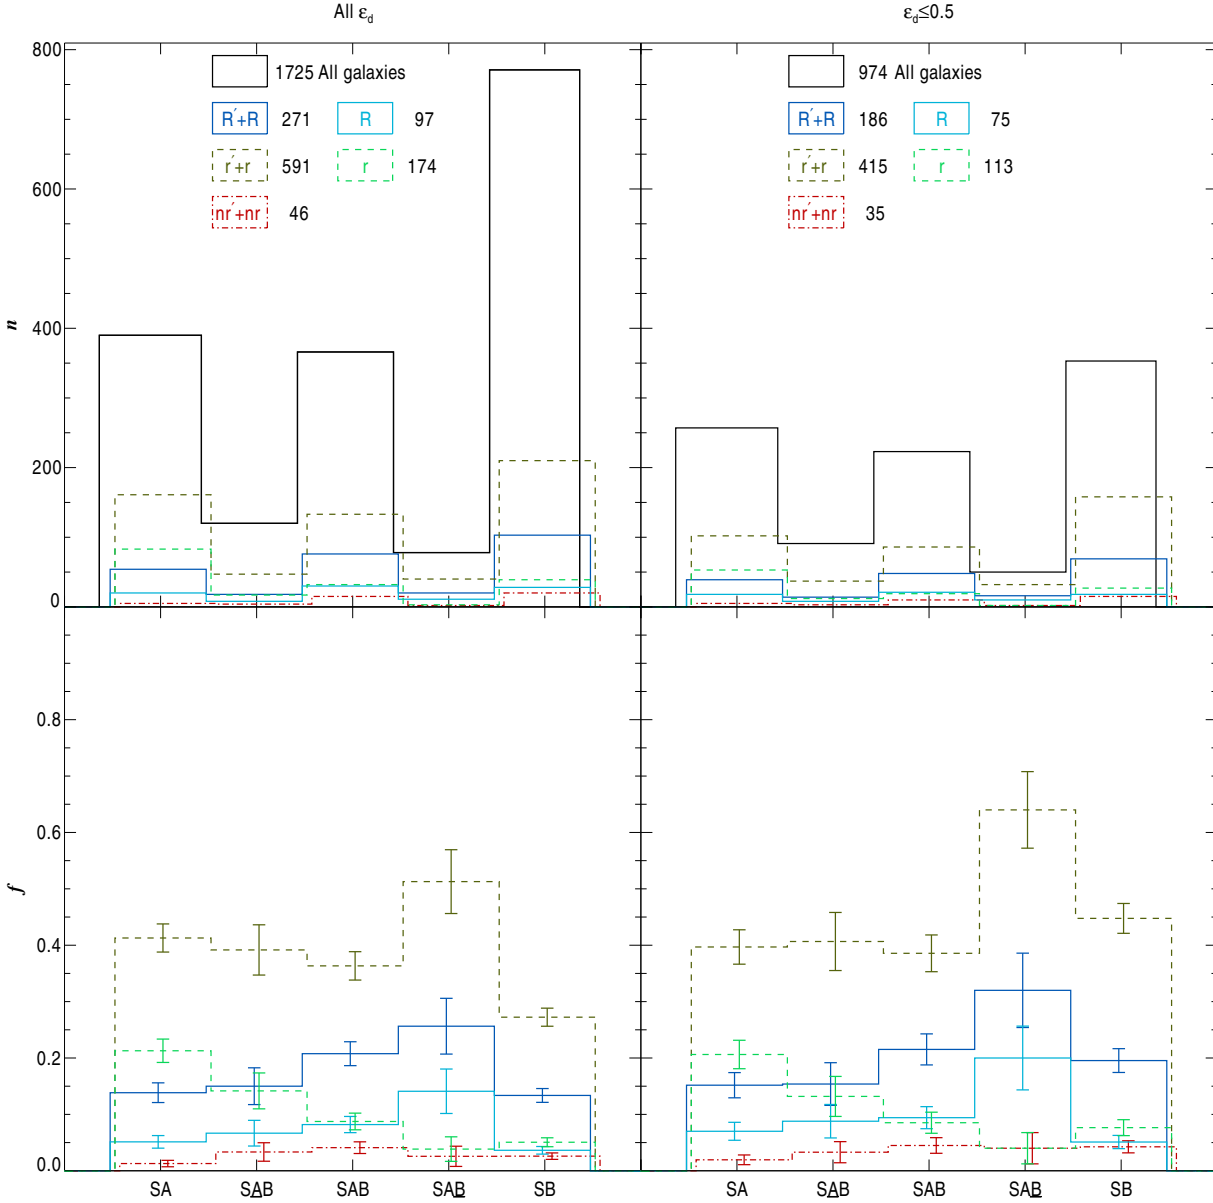 All ε_d ε_d≤0.5
800
1725 All galaxies 974 All galaxies
R′+R 271 R 97 R′+R 186 R 75
r′+r 591 r 174 r′+r 415 r 113
nr′+nr 46 nr′+nr 35
600
n
400
200
0
0.8
0.6
f
0.4
0.2
0.0
SA SAB SAB SAB SB SA SAB SAB SAB SB